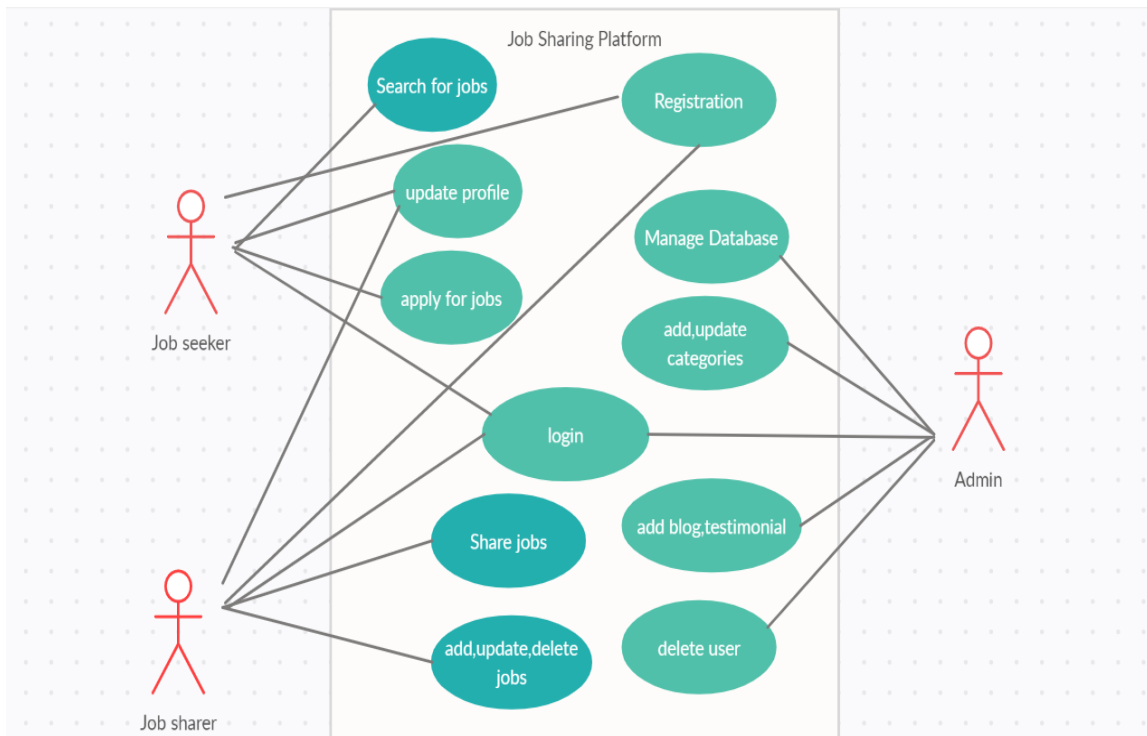 Job Sharing Platform
Search for jobs
Registration
update profile
Manage Database
apply for jobs
add,update
categories
Job seeker
login
Admin
add blog,testimonial
Share jobs
add,update,delete
jobs
delete user
Job sharer